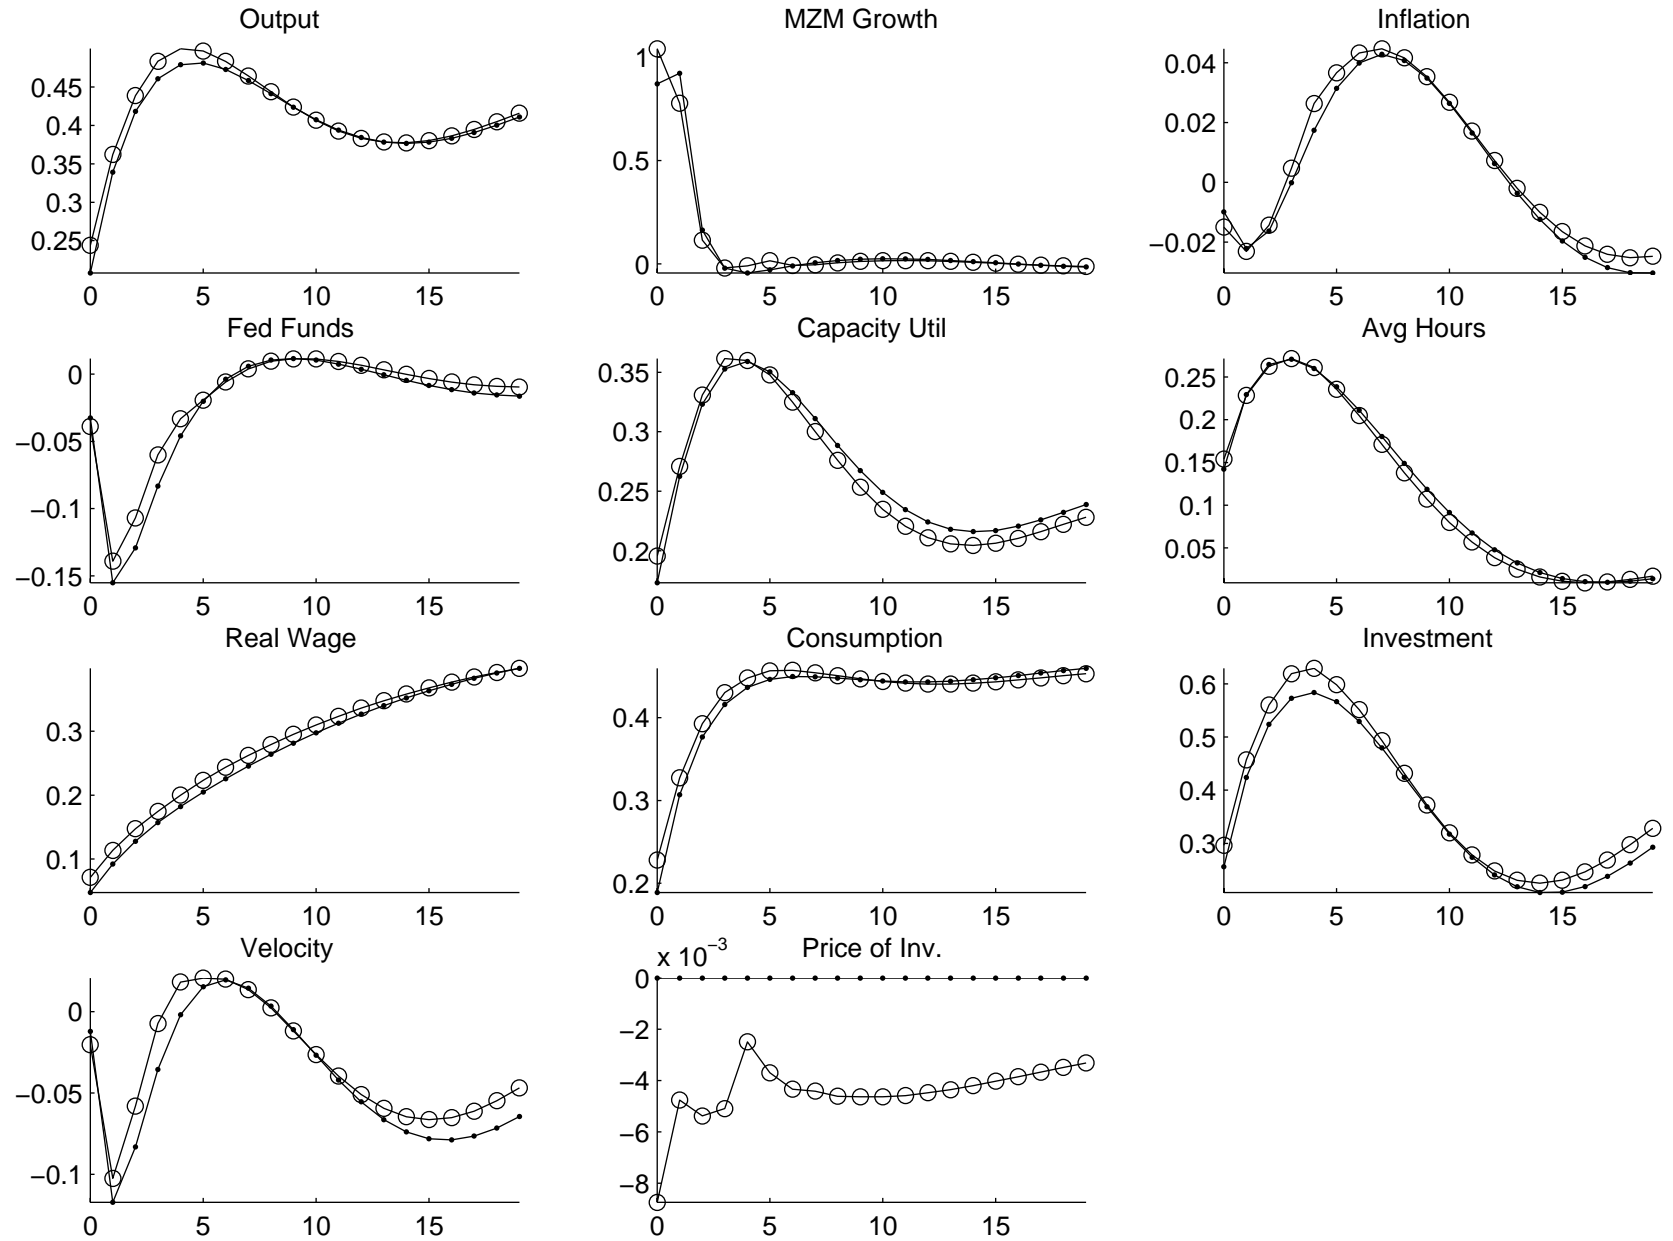 Output
0.45
0.4
0.35
0.3
0.25
0 5 10 15
MZM Growth
1
0.5
0
0 5 10 15
Inflation
0.04
0.02
0
−0.02
0 5 10 15
Fed Funds
0
−0.05
−0.1
−0.15
0 5 10 15
Capacity Util
0.35
0.3
0.25
0.2
0 5 10 15
Avg Hours
0.25
0.2
0.15
0.1
0.05
0 5 10 15
Real Wage
0.3
0.2
0.1
0 5 10 15
Consumption
0.4
0.3
0.2
0 5 10 15
Investment
0.6
0.5
0.4
0.3
0 5 10 15
Velocity
0
−0.05
−0.1
0 5 10 15
Price of Inv.
x 10⁻³
0
−2
−4
−6
−8
0 5 10 15